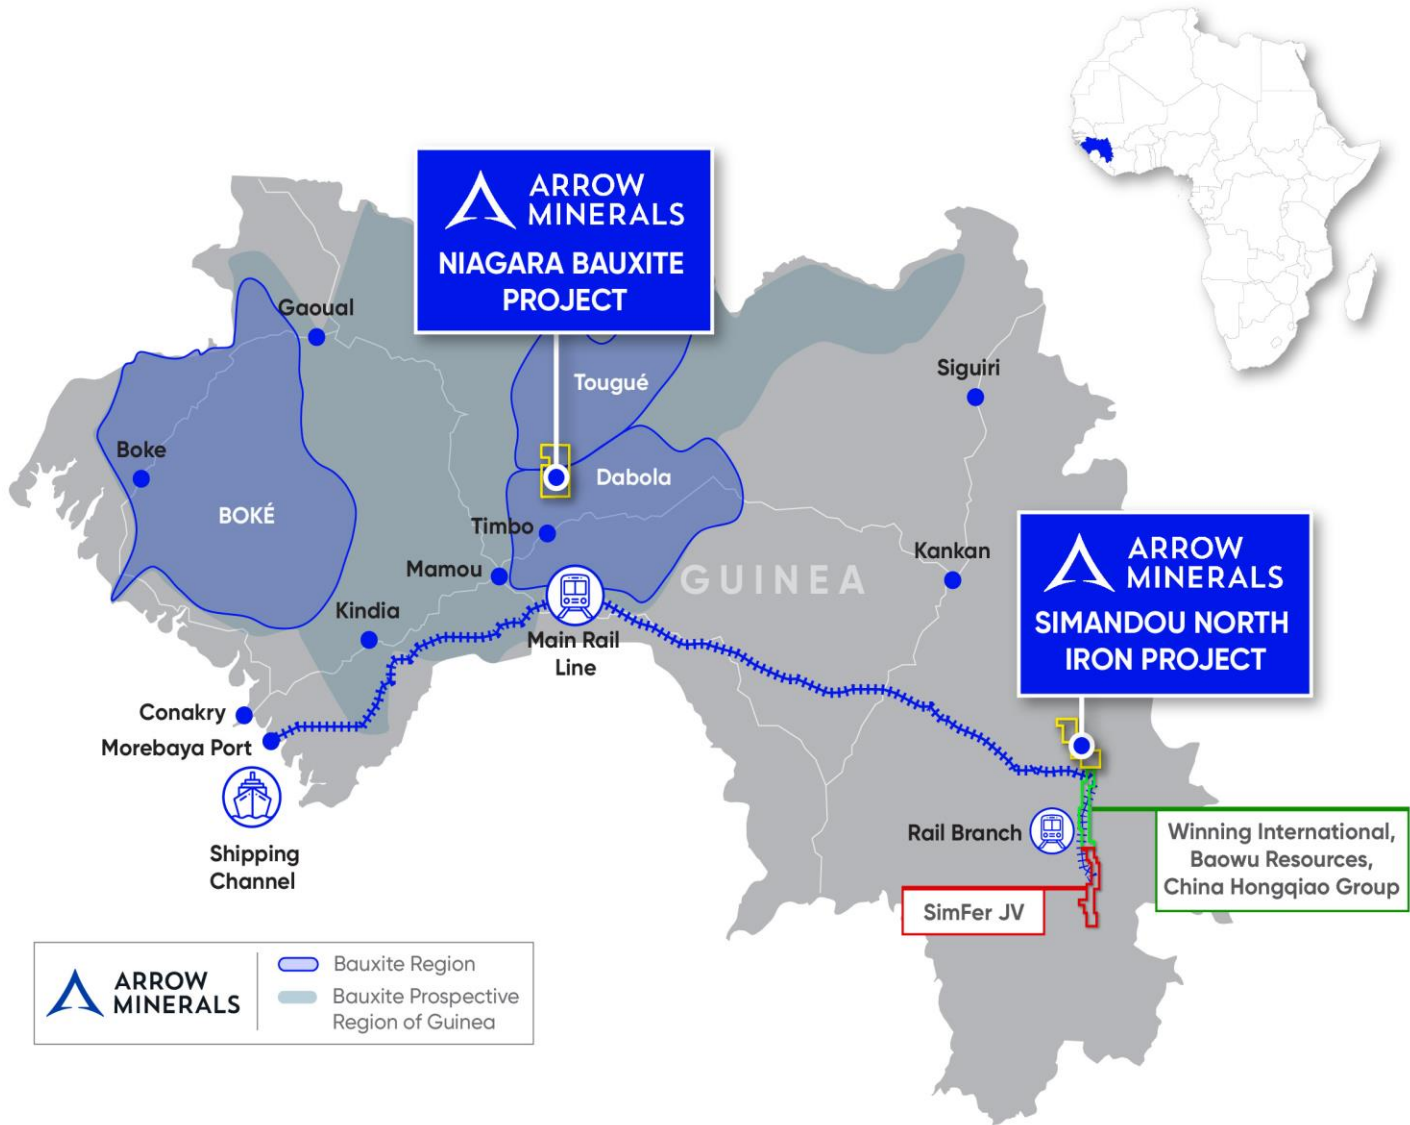 ARROW
MINERALS
NIAGARA BAUXITE
PROJECT
Gaoual
Tougué
Siguiri
Boke
Dabola
BOKÉ
Timbo
Kankan
ARROW
MINERALS
SIMANDOU NORTH
IRON PROJECT
Mamou
GUINEA
Kindia
Main Rail
Line
Conakry
Morebaya Port
Shipping
Channel
Rail Branch
Winning International,
Baowu Resources,
China Hongqiao Group
SimFer JV
ARROW
MINERALS
Bauxite Region
Bauxite Prospective
Region of Guinea